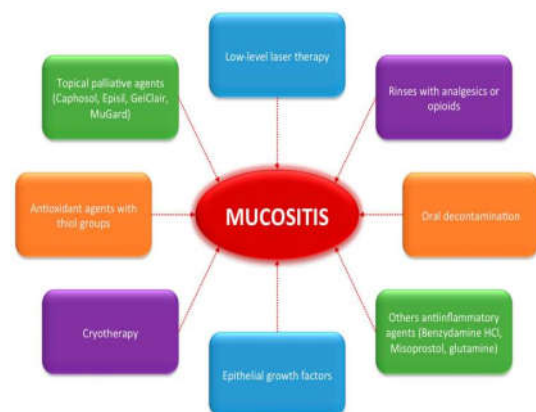 Low-level laser therapy
Topical palliative agents
(Caphosol, Episil, GelClair,
MuGard)
Rinses with analgesics or
opioids
Antioxidant agents with
thiol groups
MUCOSITIS
Oral decontamination
Cryotherapy
Others antiinflammatory
agents (Benzydamine HCl,
Misoprostol, glutamine)
Epithelial growth factors